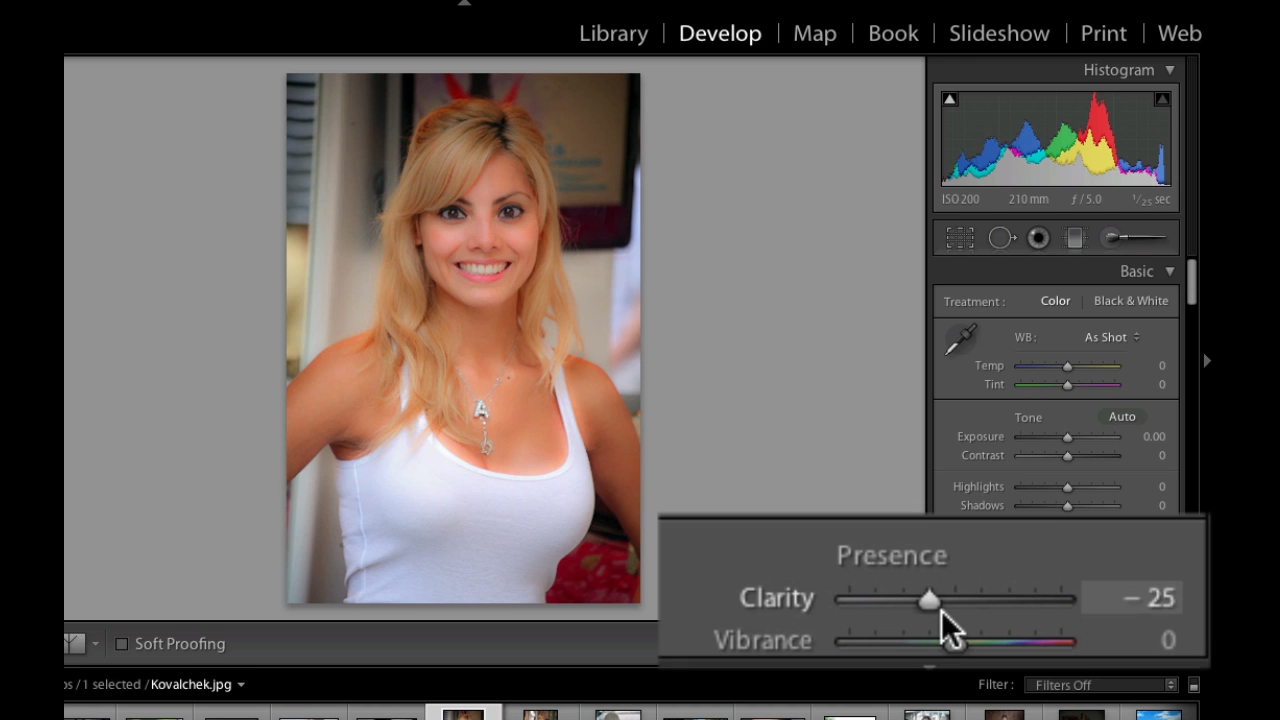 Library | Develop | Map | Book | Slideshow | Print | Web
Histogram
ISO 200 210 mm ƒ / 5.0 1/25 sec
Basic
Treatment : Color | Black & White
WB: As Shot
Temp 0
Tint 0
Tone Auto
Exposure 0.00
Contrast 0
Highlights 0
Shadows 0
Presence
Clarity – 25
Vibrance 0
A
Soft Proofing
os / 1 selected / Kovalchek.jpg
Filter : Filters Off